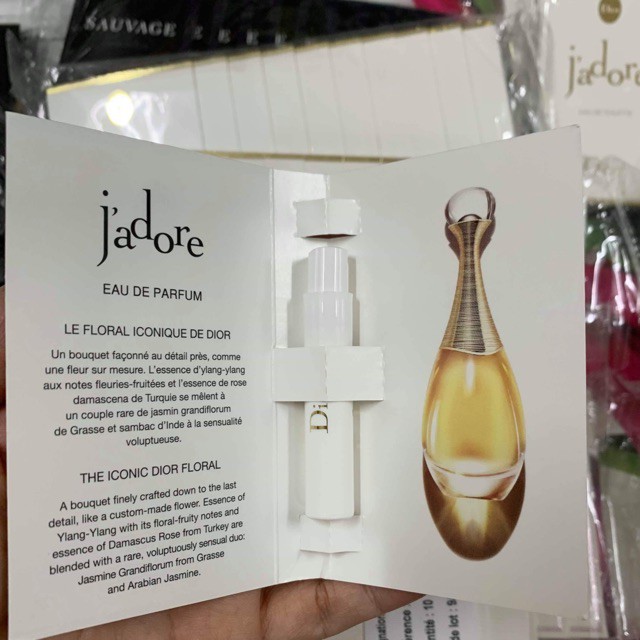 SAUVAGE
Dior
j'adore
j'adore
EAU DE PARFUM
LE FLORAL ICONIQUE DE DIOR
Un bouquet façonné au détail près, comme
une fleur sur mesure. L'essence d'ylang-ylang
aux notes fleuries-fruitées et l'essence de rose
damascena de Turquie se mêlent à
un couple rare de jasmin grandiflorum
de Grasse et sambac d'Inde à la sensualité
voluptueuse.
THE ICONIC DIOR FLORAL
A bouquet finely crafted down to the last
detail, like a custom-made flower. Essence of
Ylang-Ylang with its floral-fruity notes and
essence of Damascus Rose from Turkey are
blended with a rare, voluptuously sensual duo:
Jasmine Grandiflorum from Grasse
and Arabian Jasmine.